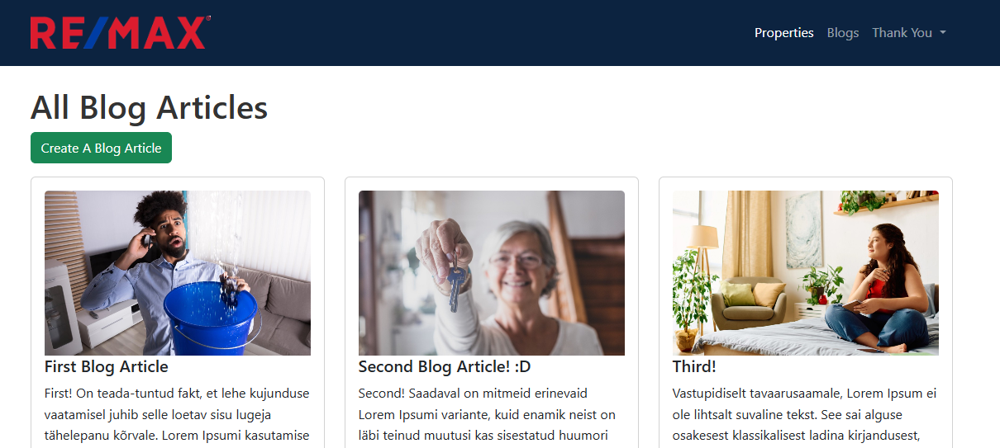 RE/MAX
Properties Blogs Thank You
All Blog Articles
Create A Blog Article
First Blog Article
First! On teada-tuntud fakt, et lehe kujunduse
vaatamisel juhib selle loetav sisu lugeja
tähelepanu kõrvale. Lorem Ipsumi kasutamise
Second Blog Article! :D
Second! Saadaval on mitmeid erinevaid
Lorem Ipsumi variante, kuid enamik neist on
läbi teinud muutusi kas sisestatud huumori
Third!
Vastupidiselt tavaarusaamale, Lorem Ipsum ei
ole lihtsalt suvaline tekst. See sai alguse
osakesest klassikalisest ladina kirjandusest,